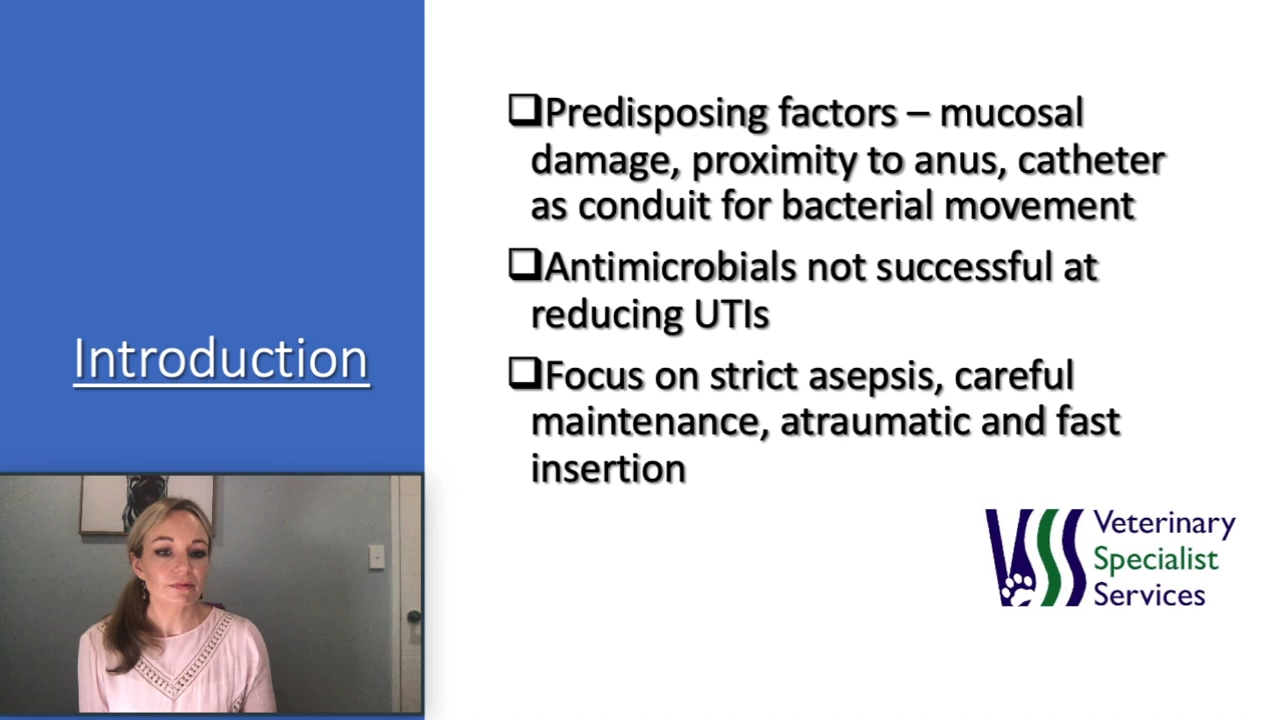 Introduction
❑Predisposing factors – mucosal
damage, proximity to anus, catheter
as conduit for bacterial movement
❑Antimicrobials not successful at
reducing UTIs
❑Focus on strict asepsis, careful
maintenance, atraumatic and fast
insertion
VSS
Veterinary
Specialist
Services